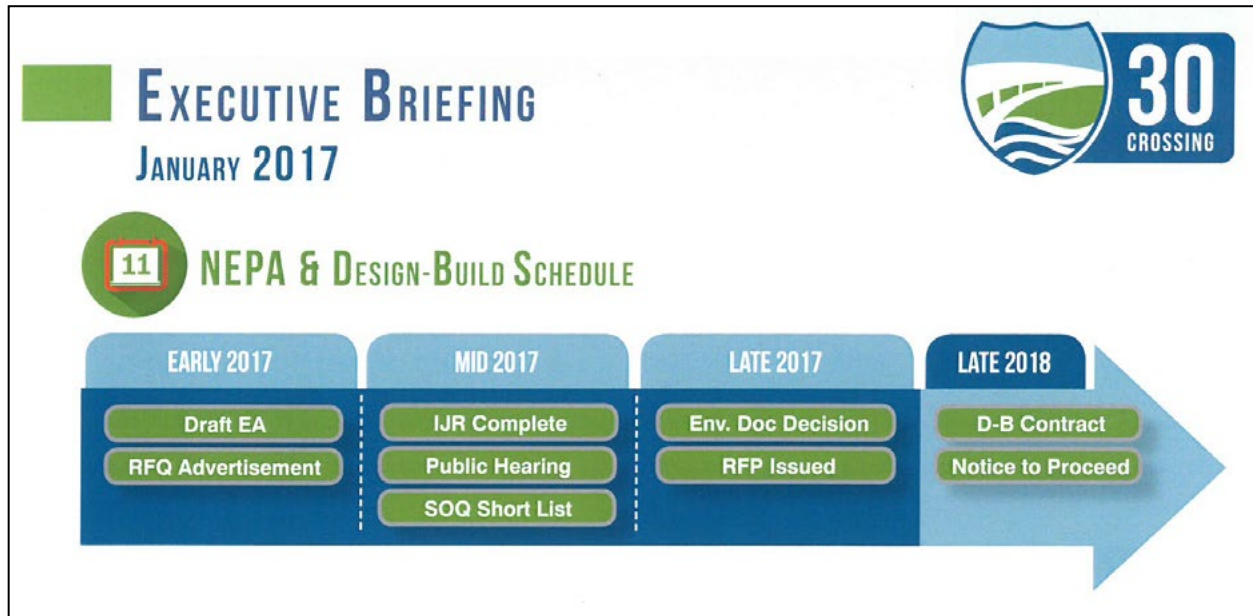 EXECUTIVE BRIEFING
JANUARY 2017
30
CROSSING
11
NEPA & DESIGN-BUILD SCHEDULE
EARLY 2017
MID 2017
LATE 2017
LATE 2018
Draft EA
IJR Complete
Env. Doc Decision
D-B Contract
RFQ Advertisement
Public Hearing
RFP Issued
Notice to Proceed
SOQ Short List